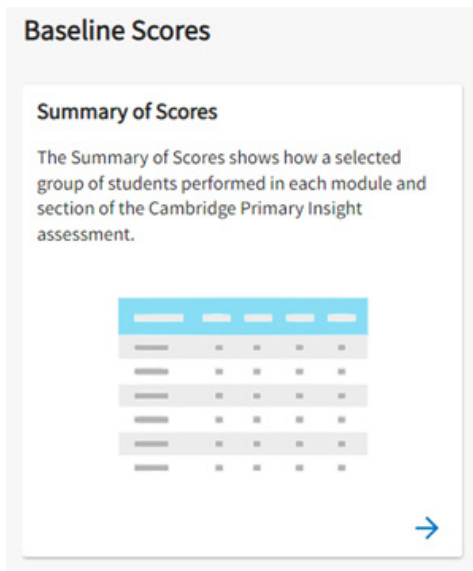 Baseline Scores
Summary of Scores
The Summary of Scores shows how a selected
group of students performed in each module and
section of the Cambridge Primary Insight
assessment.